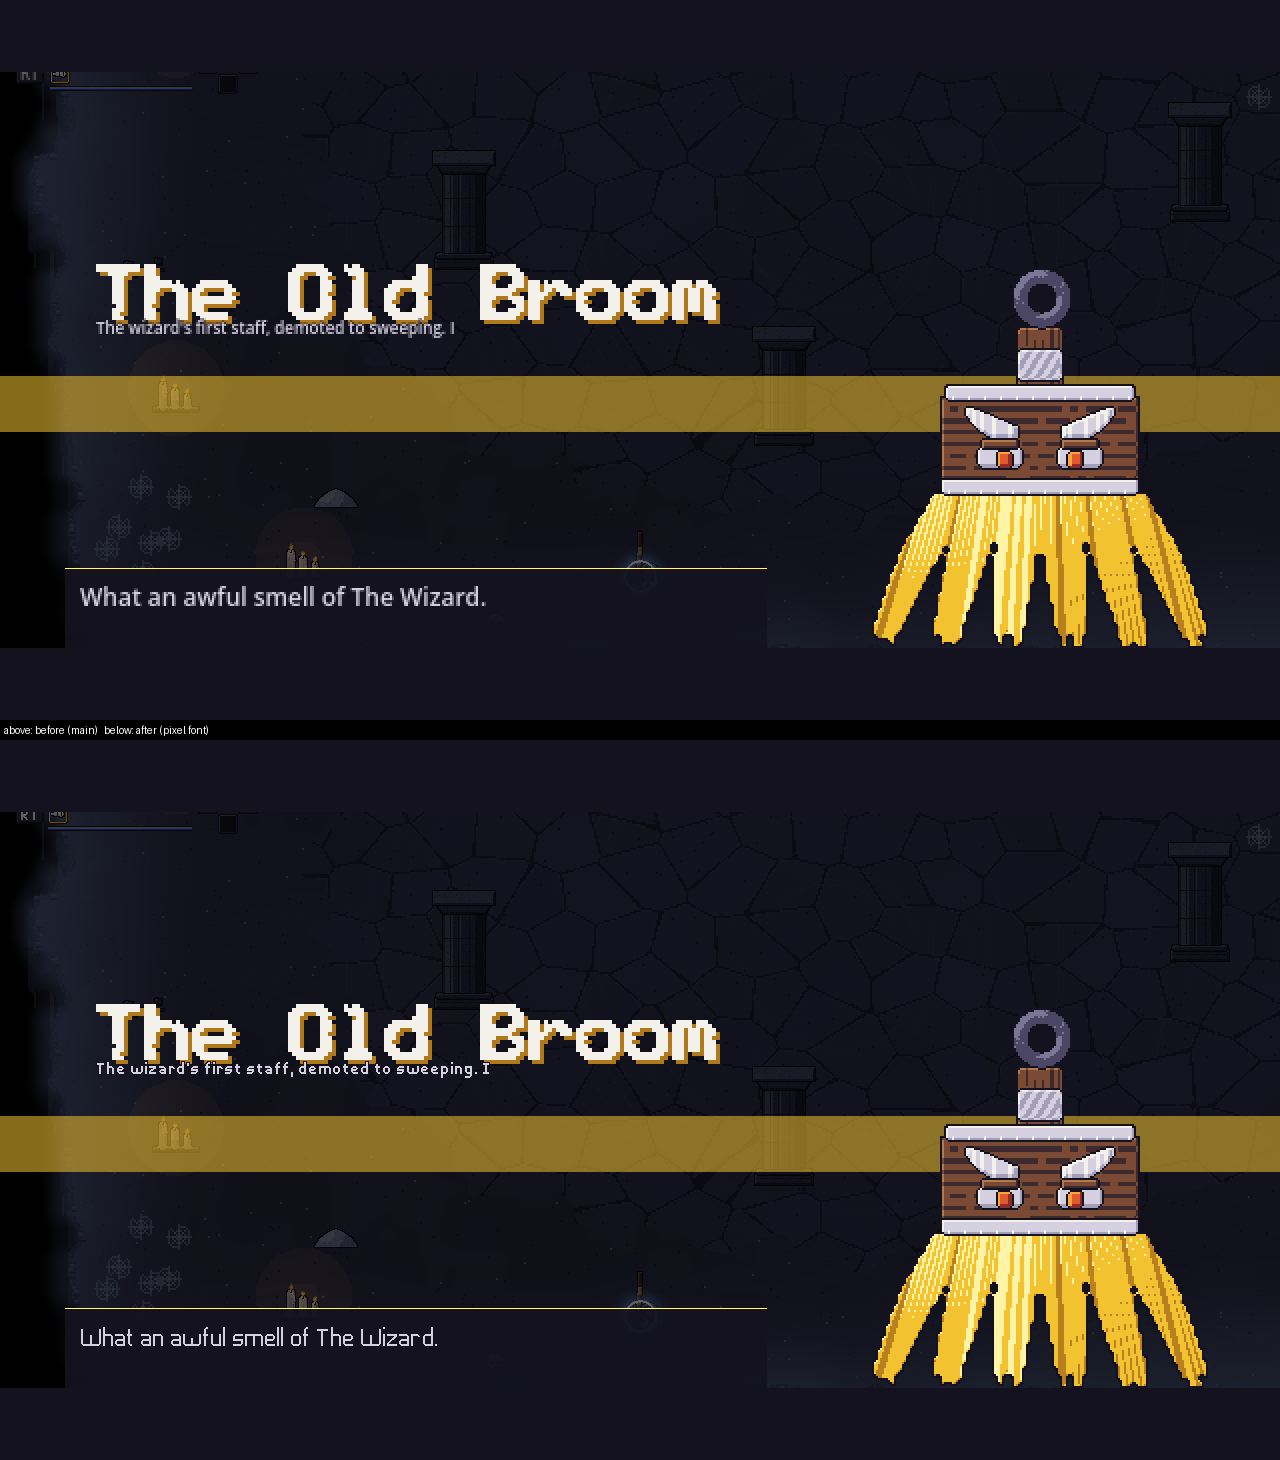 RT
The Old Broom
The wizard's first staff, demoted to sweeping. I
What an awful smell of The Wizard.
above: before (main) below: after (pixel font)
RT
The Old Broom
The wizard's first staff, demoted to sweeping. I
What an awful smell of The Wizard.